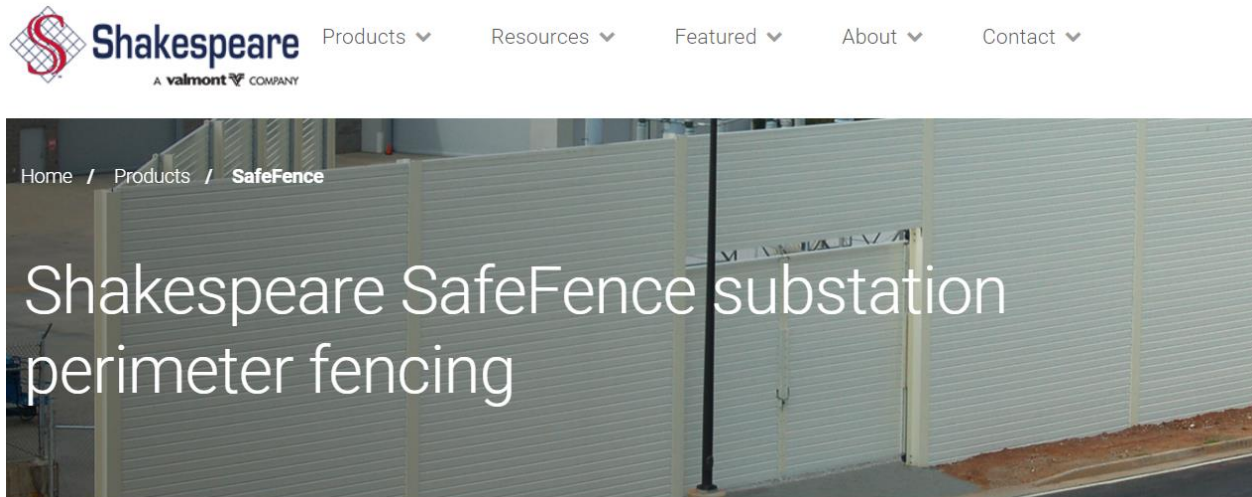 Shakespeare
A valmont COMPANY
Products Resources Featured About Contact
Home / Products / SafeFence
Shakespeare SafeFence substation
perimeter fencing